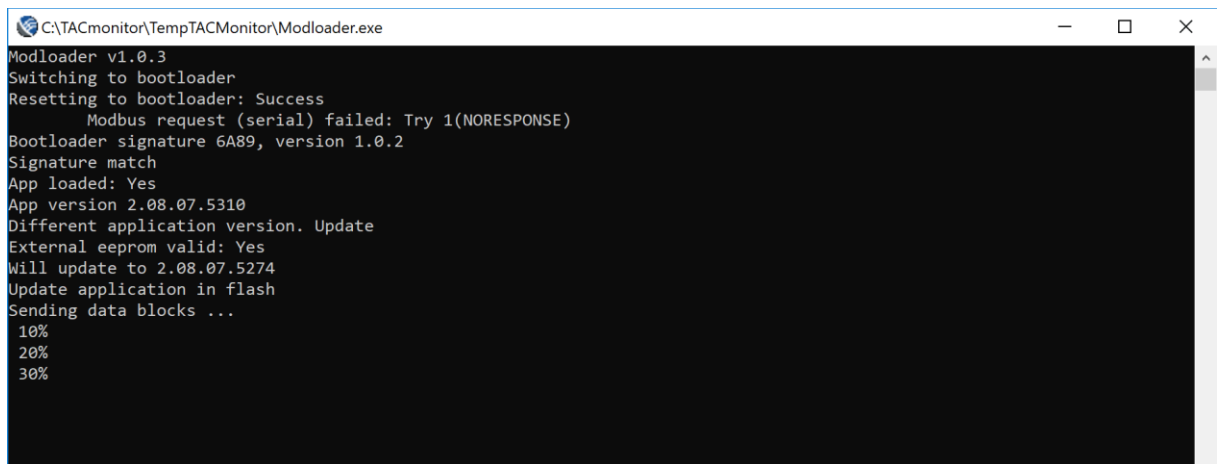 C:\TACmonitor\TempTACMonitor\Modloader.exe
Modloader v1.0.3
Switching to bootloader
Resetting to bootloader: Success
Modbus request (serial) failed: Try 1(NORESPONSE)
Bootloader signature 6A89, version 1.0.2
Signature match
App loaded: Yes
App version 2.08.07.5310
Different application version. Update
External eeprom valid: Yes
Will update to 2.08.07.5274
Update application in flash
Sending data blocks ...
10%
20%
30%